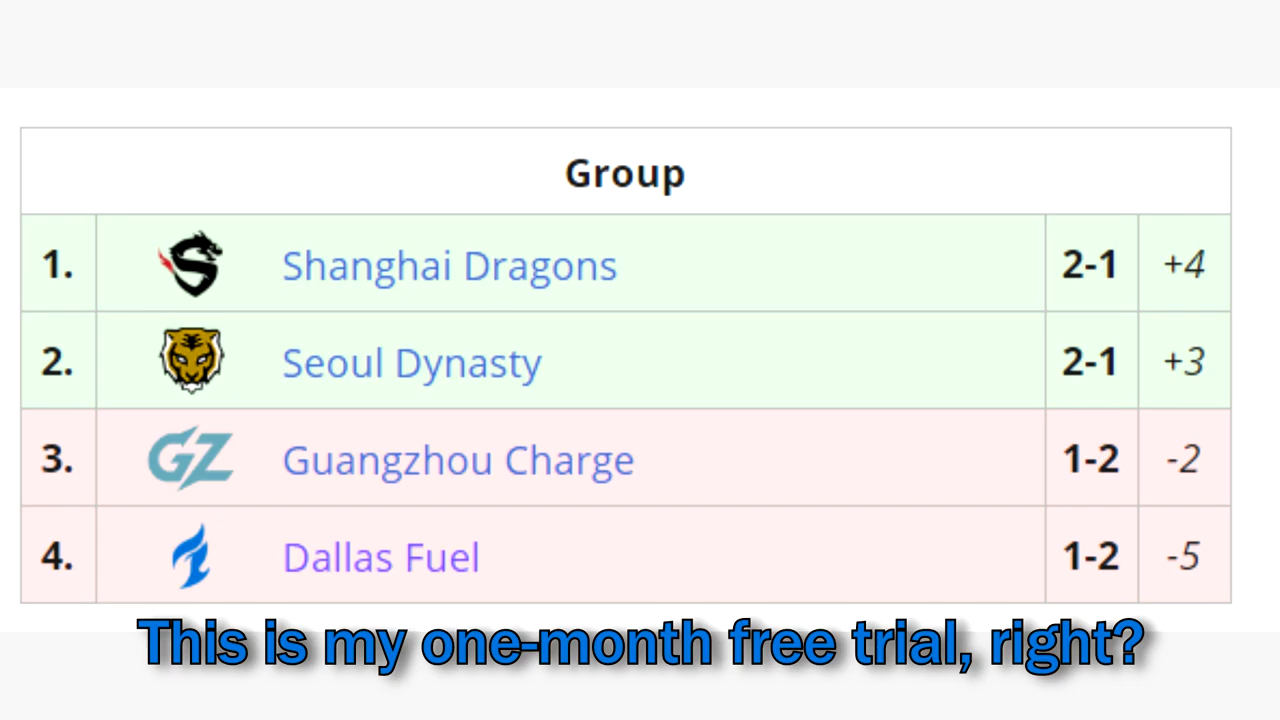 Group
1. Shanghai Dragons 2-1 +4
2. Seoul Dynasty 2-1 +3
3. GZ Guangzhou Charge 1-2 -2
4. Dallas Fuel 1-2 -5
This is my one-month free trial, right?